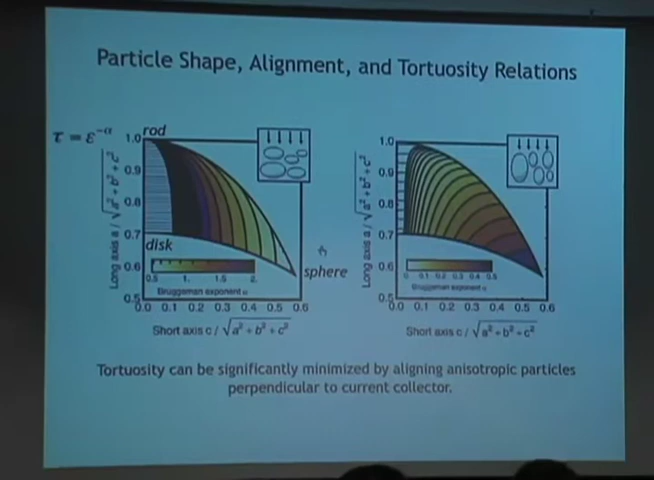 Particle Shape, Alignment, and Tortuosity Relations
τ = ε^-α
rod
1.0
0.9
0.8
0.7
0.6
0.5
Long axis a / √a² + b² + c²
disk
sphere
0.5 1. 1.5 2.
Bruggeman exponent α
0.0 0.1 0.2 0.3 0.4 0.5 0.6
Short axis c / √a² + b² + c²
1.0
0.9
0.8
0.7
0.6
0.5
Long axis a / √a² + b² + c²
0 0.1 0.2 0.3 0.4 0.5
Bruggeman exponent α
0.0 0.1 0.2 0.3 0.4 0.5 0.6
Short axis c / √a² + b² + c²
Tortuosity can be significantly minimized by aligning anisotropic particles
perpendicular to current collector.